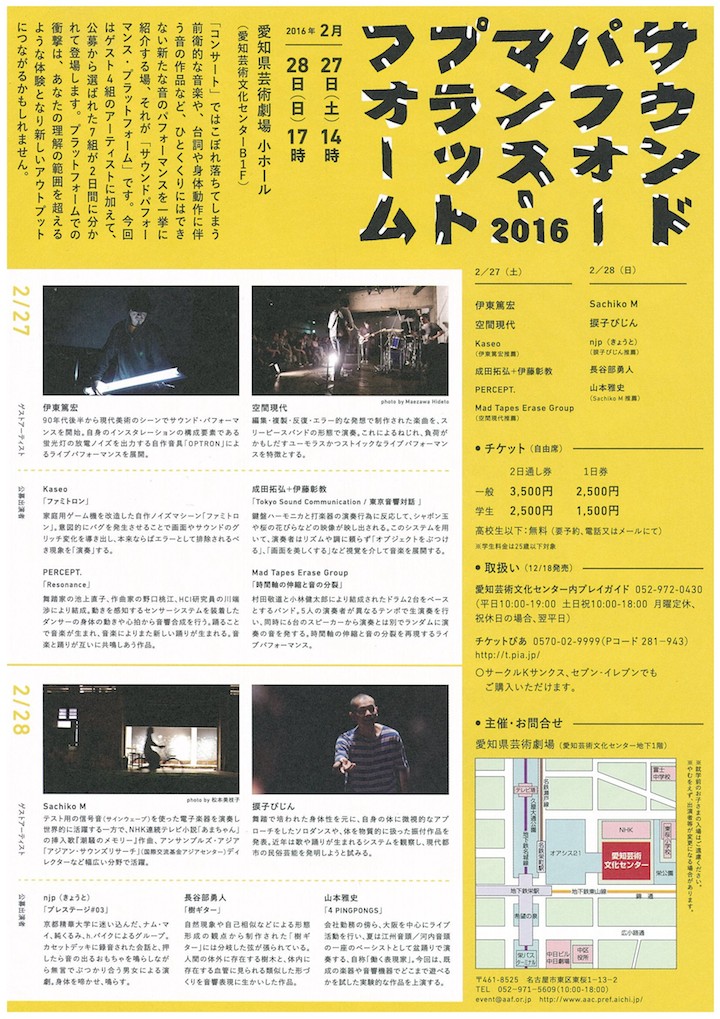 サウンド
パフォー
マンス・
プラット
フォーム
2016
2016年 2月 27日（土）14時
28日（日）17時
愛知県芸術劇場 小ホール
（愛知芸術文化センターB1F）
「コンサート」ではこぼれ落ちてしまう
前衛的な音楽や、台詞や身体動作に伴
う音の作品など、ひとくくりにはでき
ない新たな音のパフォーマンスを一挙に
紹介する場、それが「サウンドパフォー
マンス・プラットフォーム」です。今回
はゲスト4組のアーティストに加えて、
公募から選ばれた7組が2日間に分か
れて登場します。プラットフォームでの
衝撃は、あなたの理解の範囲を超える
ような体験となり新しいアウトプット
につながるかもしれません。
2/27
ゲストアーティスト
photo by Maezawa Hideto
伊東篤宏
90年代後半から現代美術のシーンでサウンド・パフォーマ
ンスを開始。自身のインスタレーションの構成要素である
蛍光灯の放電ノイズを出力する自作音具「OPTRON」によ
るライブパフォーマンスを展開。
空間現代
編集・複製・反復・エラー的な発想で制作された楽曲を、ス
リーピースバンドの形態で演奏。これによるねじれ、負荷が
かもしだすユーモラスかつストイックなライブパフォーマン
スを特徴とする。
公募出演者
Kaseo
「ファミトロン」
家庭用ゲーム機を改造した自作ノイズマシーン「ファミトロ
ン」。意図的にバグを発生させることで画面やサウンドのグ
リッチ変化を導き出し、本来ならばエラーとして排除されるべ
き現象を「演奏」する。
成田拓弘＋伊藤彰教
「Tokyo Sound Communication / 東京音響対話 」
鍵盤ハーモニカと打楽器の演奏行為に反応して、シャボン玉
や桜の花びらなどの映像が映し出される。このシステムを用
いて、演奏者はリズムや調に頼らず「オブジェクトをぶつけ
る」、「画面を美しくする」など視覚を介して音楽を展開する。
PERCEPT.
「Resonance」
舞踏家の池上直子、作曲家の野口桃江、HCI研究員の川端
渉により結成。動きを感知するセンサーシステムを装着した
ダンサーの身体の動きや心拍から音響合成を行う。踊ること
で音楽が生まれ、音楽によりまた新しい踊りが生まれる。音
楽と踊りが互いに共鳴しあう作品。
Mad Tapes Erase Group
「時間軸の伸縮と音の分裂」
村田敬道と小林健太郎により結成されたドラム2台をベース
とするバンド。5人の演奏者が異なるテンポで生演奏を行
い、同時に6台のスピーカーから演奏とは別でランダムに演
奏の音を発する。時間軸の伸縮と音の分裂を再現するライ
ブパフォーマンス。
2/28
ゲストアーティスト
photo by 松本美枝子
Sachiko M
テスト用の信号音（サインウェーブ）を使った電子楽器を演奏し
世界的に活躍する一方で、NHK連続テレビ小説「あまちゃん」
の挿入歌「潮騒のメモリー」作曲、アンサンブルズ・アジア
「アジアン・サウンズリサーチ」（国際交流基金アジアセンター）ディ
レクターなど幅広い分野で活躍。
捩子ぴじん
舞踏で培われた身体性を元に、自身の体に微視的なアプ
ローチをしたソロダンスや、体を物質的に扱った振付作品を
発表。近年は歌や踊りが生まれるシステムを観察し、現代都
市の民俗芸能を発明しようと試みる。
公募出演者
njp（きょうと）
「プレステージ#03」
京都精華大学に迷い込んだ、ナム・マ
イ、純くるみ、h.バイクによるグループ。
カセットデッキに録音された会話と、押
したら音の出るおもちゃを鳴らしなが
ら無言でぶつかり合う男女による演
劇。身体を啼かせ、鳴らす。
長谷部勇人
「樹ギター」
自然現象や自己相似などによる形態
形成の観点から制作された「樹ギ
ター」には分岐した弦が張られている。
人間の体外に存在する樹木と、体内に
存在する血管に見られる類似した形づ
くりを音響表現に生かいした作品。
山本雅史
「4 PINGPONGS」
会社勤務の傍ら、大阪を中心にライブ
活動を行い、夏は江州音頭／河内音頭
の一座のベーシストとして盆踊りで演
奏する、自称「働く表現家」。今回は、既
成の楽器や音響機器でどこまで遊べる
かを試した実験的な作品を上演する。
2／27（土）
伊東篤宏
空間現代
Kaseo
（伊東篤宏推薦）
成田拓弘＋伊藤彰教
PERCEPT.
Mad Tapes Erase Group
（空間現代推薦）
2／28（日）
Sachiko M
捩子ぴじん
njp（きょうと）
（捩子ぴじん推薦）
長谷部勇人
山本雅史
（Sachiko M 推薦）
チケット（自由席）
2日通し券 1日券
一般 3,500円 2,500円
学生 2,500円 1,500円
高校生以下：無料（要予約、電話又はメールにて）
※学生料金は25歳以下対象
取扱い（12/18発売）
愛知芸術文化センター内プレイガイド 052-972-0430
（平日10:00-19:00 土日祝10:00-18:00 月曜定休、
祝休日の場合、翌平日）
チケットぴあ 0570-02-9999（Pコード 281−943）
http://t.pia.jp/
○サークルKサンクス、セブン-イレブンでも
ご購入いただけます。
主催・お問合せ
愛知県芸術劇場（愛知芸術文化センター地下1階）
冨士
中学校
テレビ塔
久屋大通公園
名鉄瀬戸線
名鉄栄町駅
地下鉄名城線
オアシス21
NHK
愛知芸術
文化センター
東桜小学校
栄公園
地下鉄栄駅
地下鉄東山線
錦通
希望の泉
広小路通
栄バス
ターミナル
中日ビル
中日劇場
中区
役所
※就学前のお子さまの入場はご遠慮ください。
※やむをえず、出演者等が変更になる場合があります。
〒461-8525 名古屋市東区東桜1−13−2
TEL 052−971−5609（10:00-18:00）
event@aaf.or.jp http://www.aac.pref.aichi.jp/